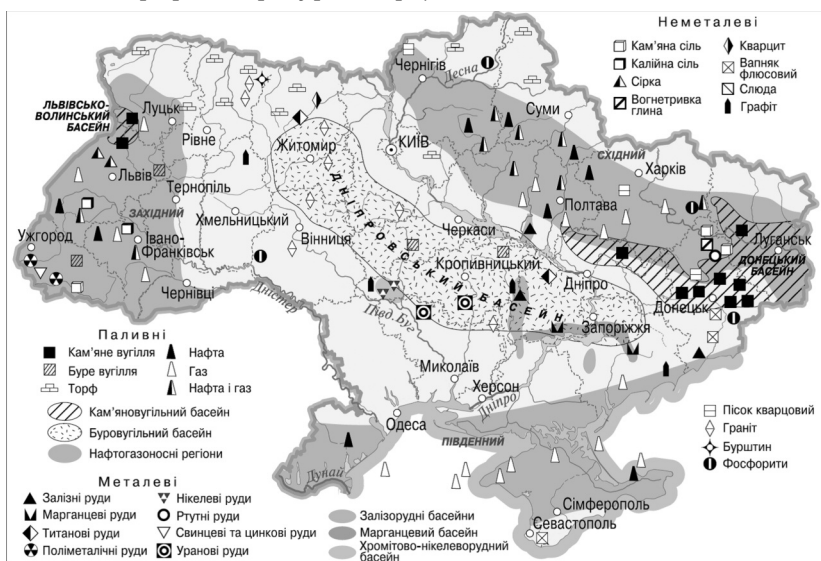 Неметалеві
Кам'яна сіль
Калійна сіль
Сірка
Вогнетривка
глина
Кварцит
Вапняк
флюсовий
Слюда
Графіт
Чернігів
Десна
Суми
ЛЬВІВСЬКО-
ВОЛИНСЬКИЙ
БАСЕЙН
Луцьк
Рівне
Житомир
КИЇВ
СХІДНИЙ
Харків
Львів
Тернопіль
ЗАХІДНИЙ
Хмельницький
Вінниця
Черкаси
Полтава
Ужгород
Івано-
Франківськ
Чернівці
Дністер
Півд. Буг
ДНІПРОВСЬКИЙ БАСЕЙН
Кропивницький
Дніпро
Луганськ
ДОНЕЦЬКИЙ
БАСЕЙН
Донецьк
Запоріжжя
Миколаїв
Херсон
Дніпро
Одеса
ПІВДЕННИЙ
Дунай
Сімферополь
Севастополь
Паливні
Кам'яне вугілля
Буре вугілля
Торф
Нафта
Газ
Нафта і газ
Кам'яновугільний басейн
Буровугільний басейн
Нафтогазоносні регіони
Пісок кварцовий
Граніт
Бурштин
Фосфорити
Металеві
Залізні руди
Марганцеві руди
Титанові руди
Поліметалічні руди
Нікелеві руди
Ртутні руди
Свинцеві та цинкові руди
Уранові руди
Залізорудні басейни
Марганцевий басейн
Хромітово-нікелеворудний
басейн